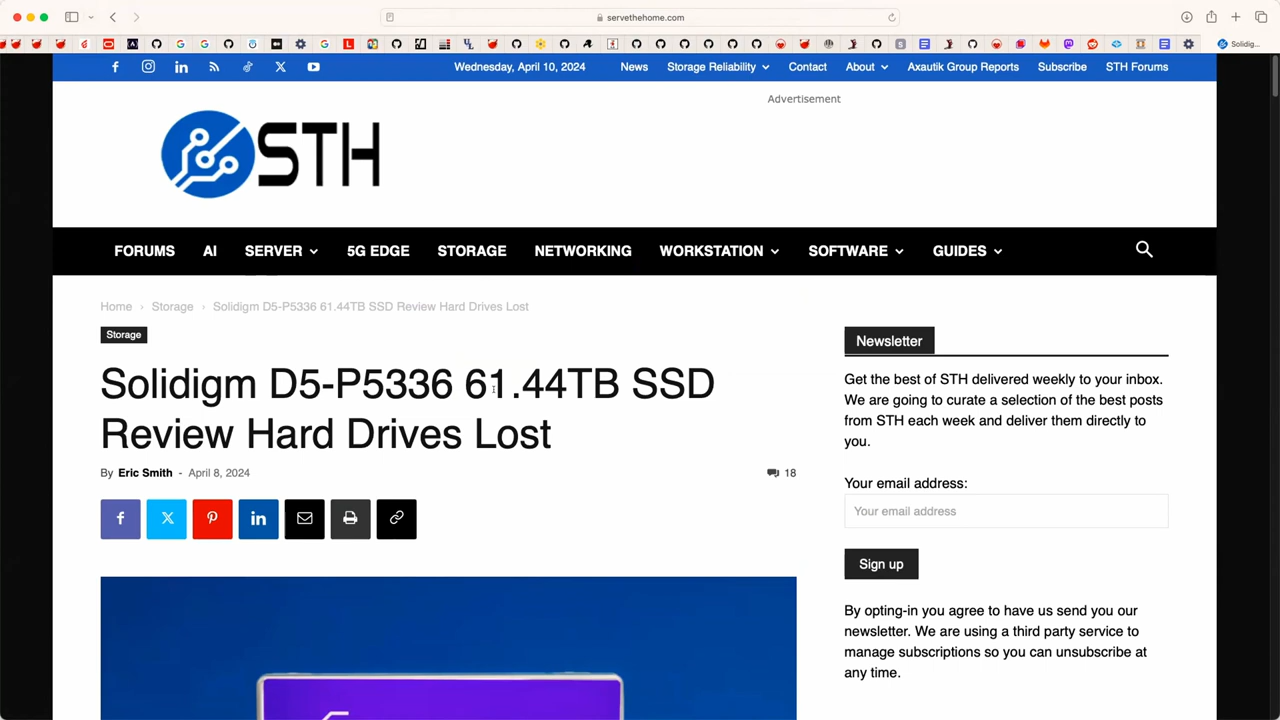 servethehome.com
Solidig...
Wednesday, April 10, 2024
News
Storage Reliability
Contact
About
Axautik Group Reports
Subscribe
STH Forums
Advertisement
STH
FORUMS
AI
SERVER
5G EDGE
STORAGE
NETWORKING
WORKSTATION
SOFTWARE
GUIDES
Home › Storage › Solidigm D5-P5336 61.44TB SSD Review Hard Drives Lost
Storage
Solidigm D5-P5336 61.44TB SSD
Review Hard Drives Lost
By Eric Smith - April 8, 2024
18
Newsletter
Get the best of STH delivered weekly to your inbox.
We are going to curate a selection of the best posts
from STH each week and deliver them directly to
you.
Your email address:
Your email address
Sign up
By opting-in you agree to have us send you our
newsletter. We are using a third party service to
manage subscriptions so you can unsubscribe at
any time.